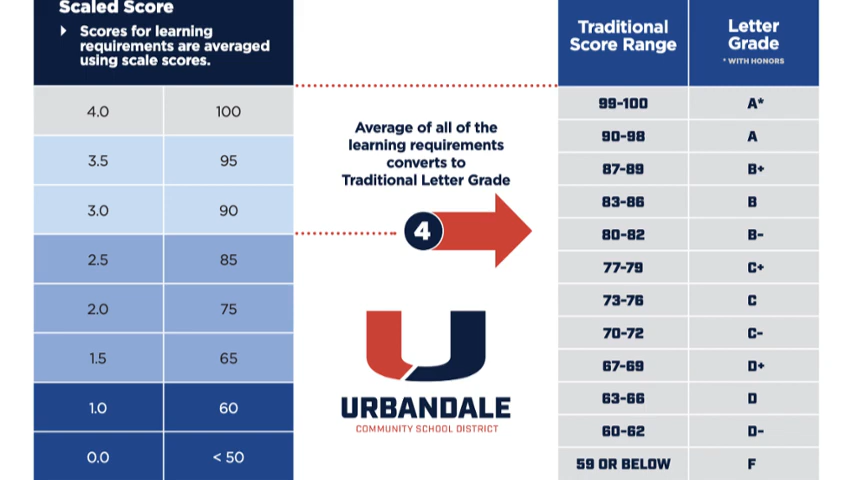 Scaled Score
Scores for learning
requirements are averaged
using scale scores.
4.0 100
3.5 95
3.0 90
2.5 85
2.0 75
1.5 65
1.0 60
0.0 < 50
Average of all of the
learning requirements
converts to
Traditional Letter Grade
4
URBANDALE
COMMUNITY SCHOOL DISTRICT
Traditional
Score Range
Letter
Grade
* WITH HONORS
99-100 A*
90-98 A
87-89 B+
83-86 B
80-82 B-
77-79 C+
73-76 C
70-72 C-
67-69 D+
63-66 D
60-62 D-
59 OR BELOW F